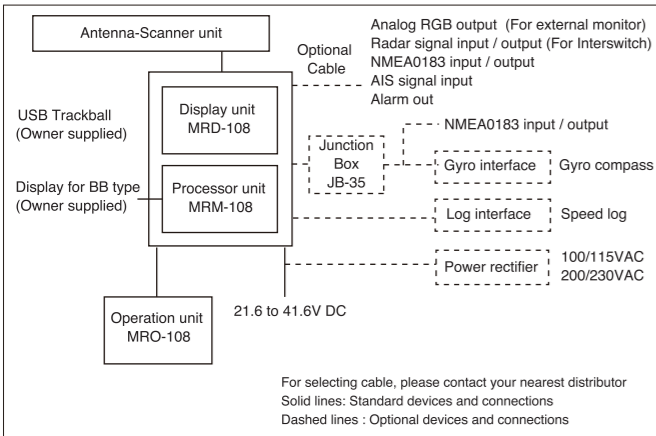 Antenna-Scanner unit
Optional
Cable
Analog RGB output (For external monitor)
Radar signal input / output (For Interswitch)
NMEA0183 input / output
AIS signal input
Alarm out
USB Trackball
(Owner supplied)
Display unit
MRD-108
Junction
Box
JB-35
NMEA0183 input / output
Gyro interface
Gyro compass
Display for BB type
(Owner supplied)
Processor unit
MRM-108
Log interface
Speed log
Power rectifier
100/115VAC
200/230VAC
Operation unit
MRO-108
21.6 to 41.6V DC
For selecting cable, please contact your nearest distributor
Solid lines: Standard devices and connections
Dashed lines : Optional devices and connections